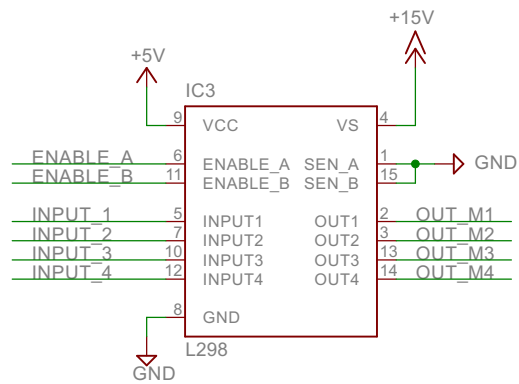 +15V
+5V
IC3
9 VCC VS 4
ENABLE_A 6 ENABLE_A SEN_A 1 GND
ENABLE_B 11 ENABLE_B SEN_B 15
INPUT_1 5 INPUT1 OUT1 2 OUT_M1
INPUT_2 7 INPUT2 OUT2 3 OUT_M2
INPUT_3 10 INPUT3 OUT3 13 OUT_M3
INPUT_4 12 INPUT4 OUT4 14 OUT_M4
8 GND
L298
GND